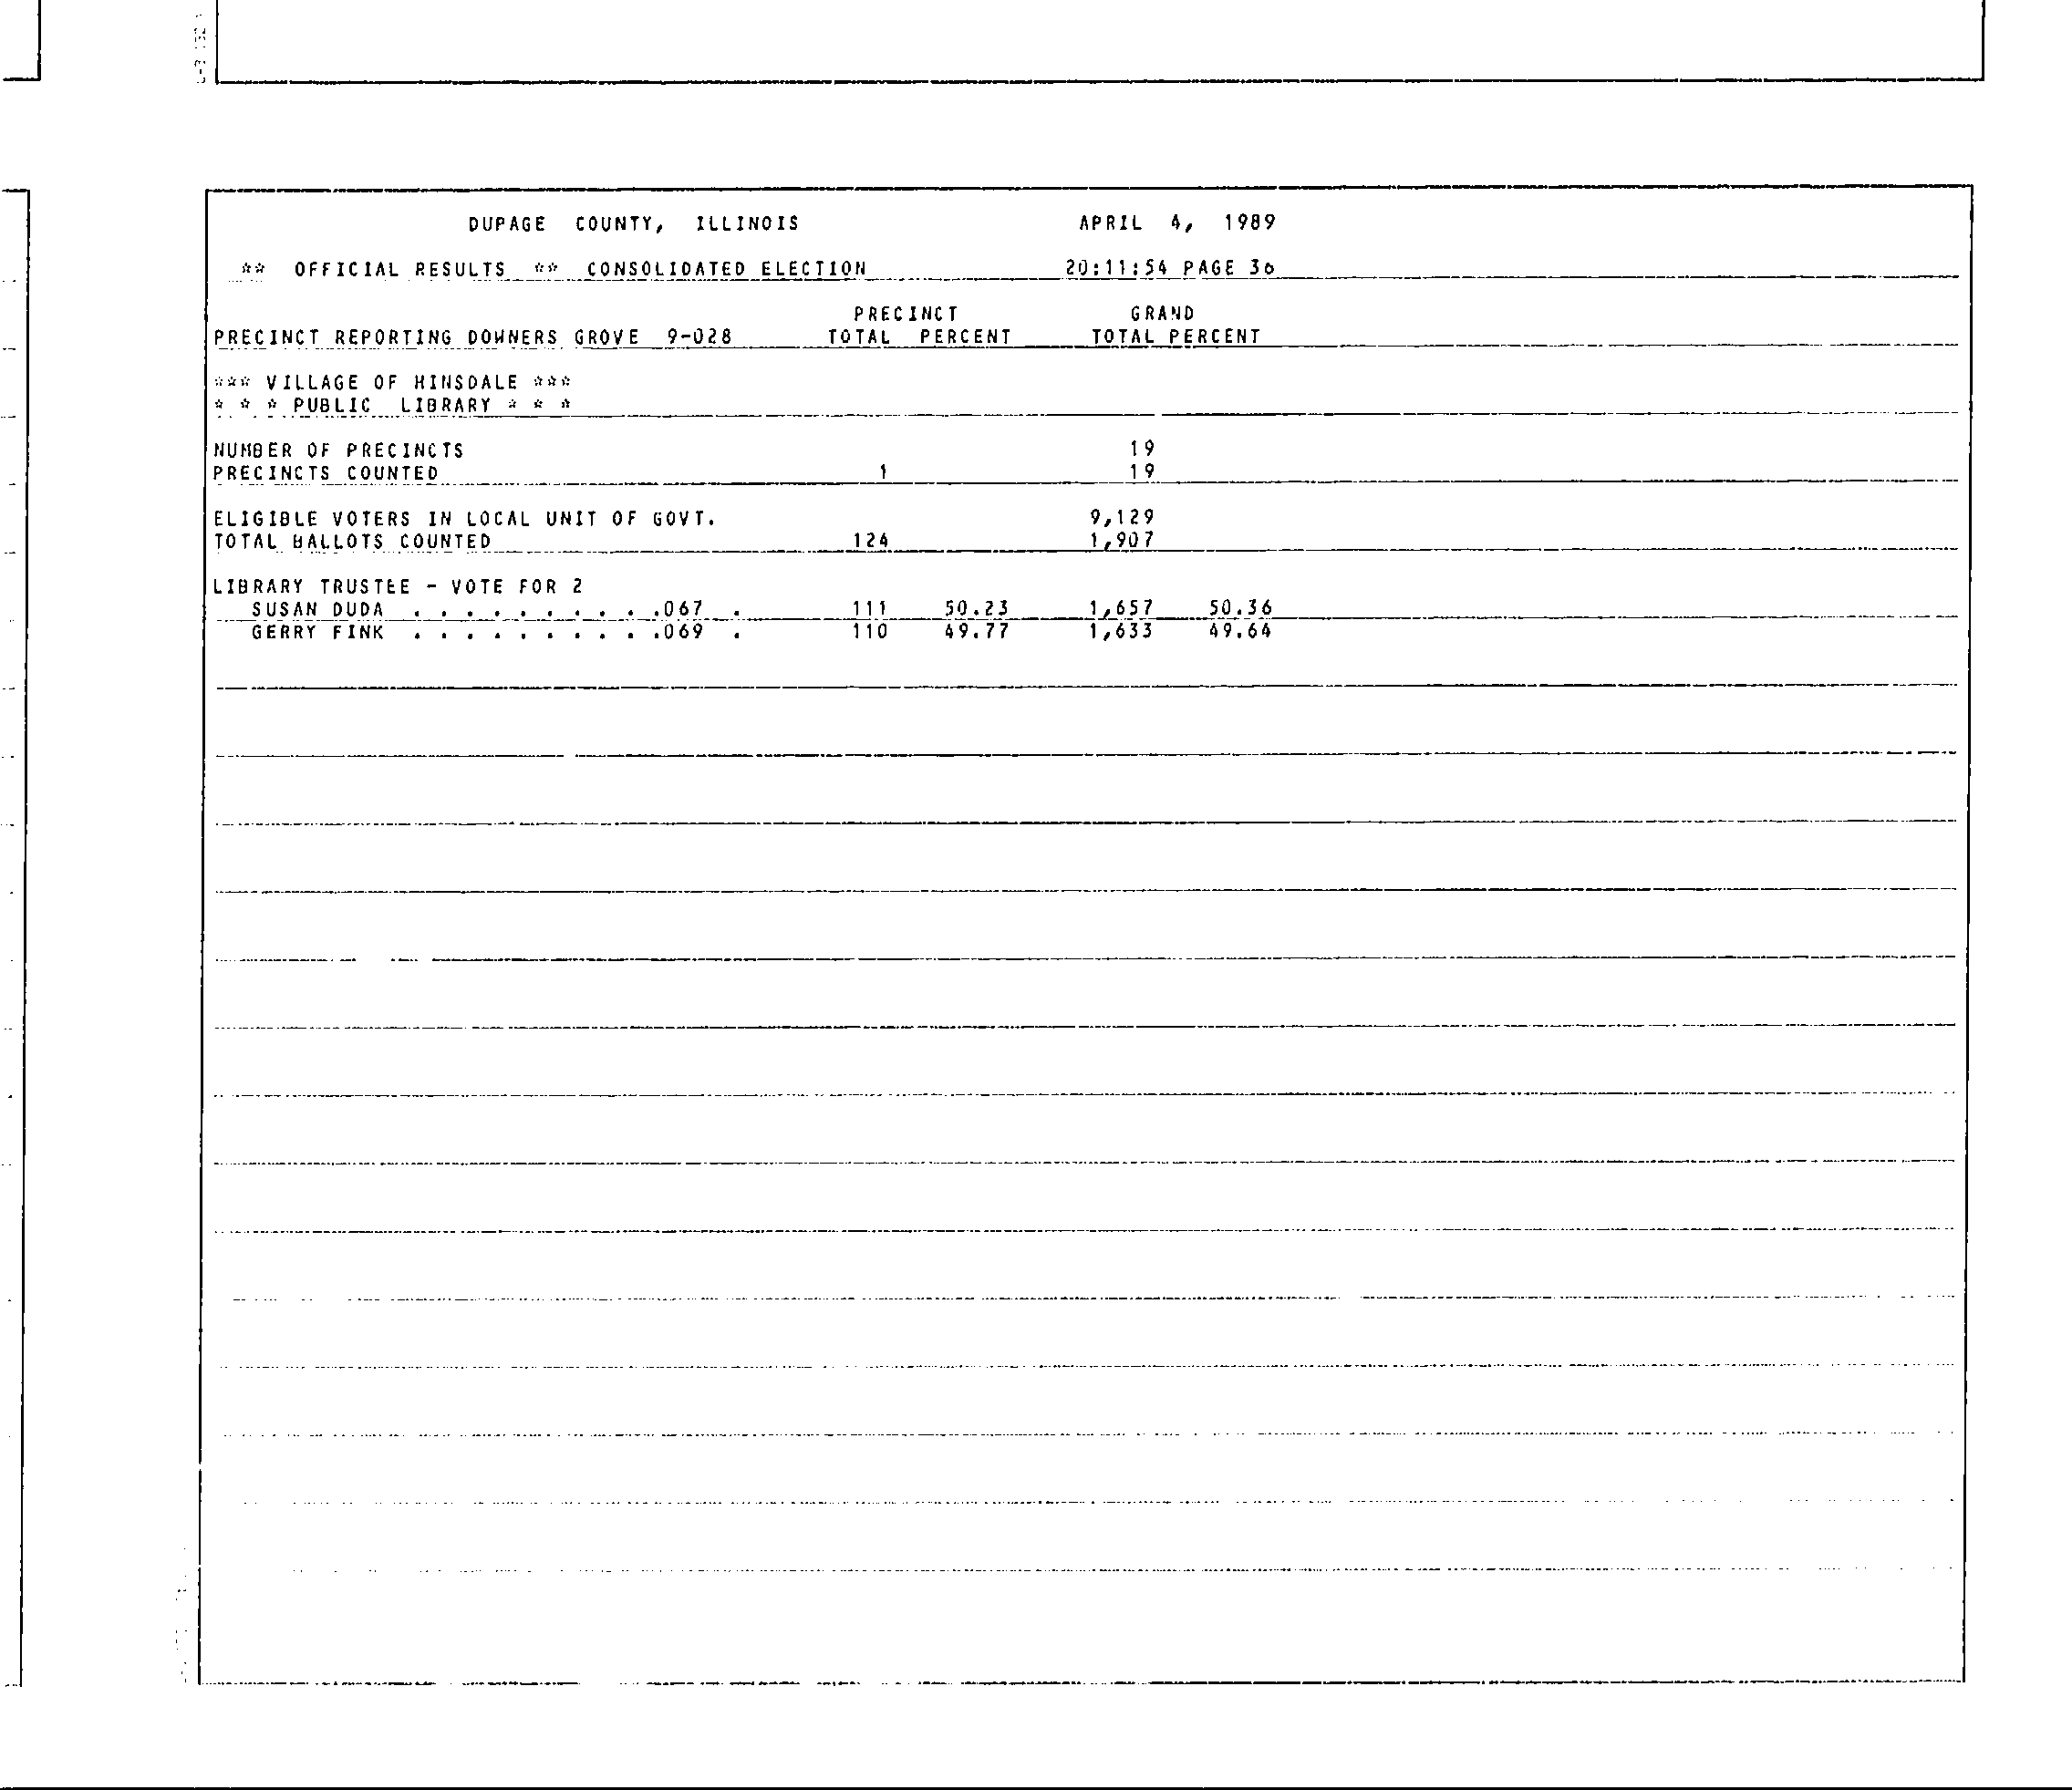 DUPAGE COUNTY, ILLINOIS APRIL 4, 1989
** OFFICIAL RESULTS ** CONSOLIDATED ELECTION 20:11:54 PAGE 36
PRECINCT GRAND
PRECINCT REPORTING DOWNERS GROVE 9-028 TOTAL PERCENT TOTAL PERCENT
*** VILLAGE OF HINSDALE ***
* * * PUBLIC LIBRARY * * *
NUMBER OF PRECINCTS 19
PRECINCTS COUNTED 1 19
ELIGIBLE VOTERS IN LOCAL UNIT OF GOVT. 9,129
TOTAL BALLOTS COUNTED 124 1,907
LIBRARY TRUSTEE - VOTE FOR 2
SUSAN DUDA . . . . . . . . . .067 . 111 50.23 1,657 50.36
GERRY FINK . . . . . . . . . .069 . 110 49.77 1,633 49.64